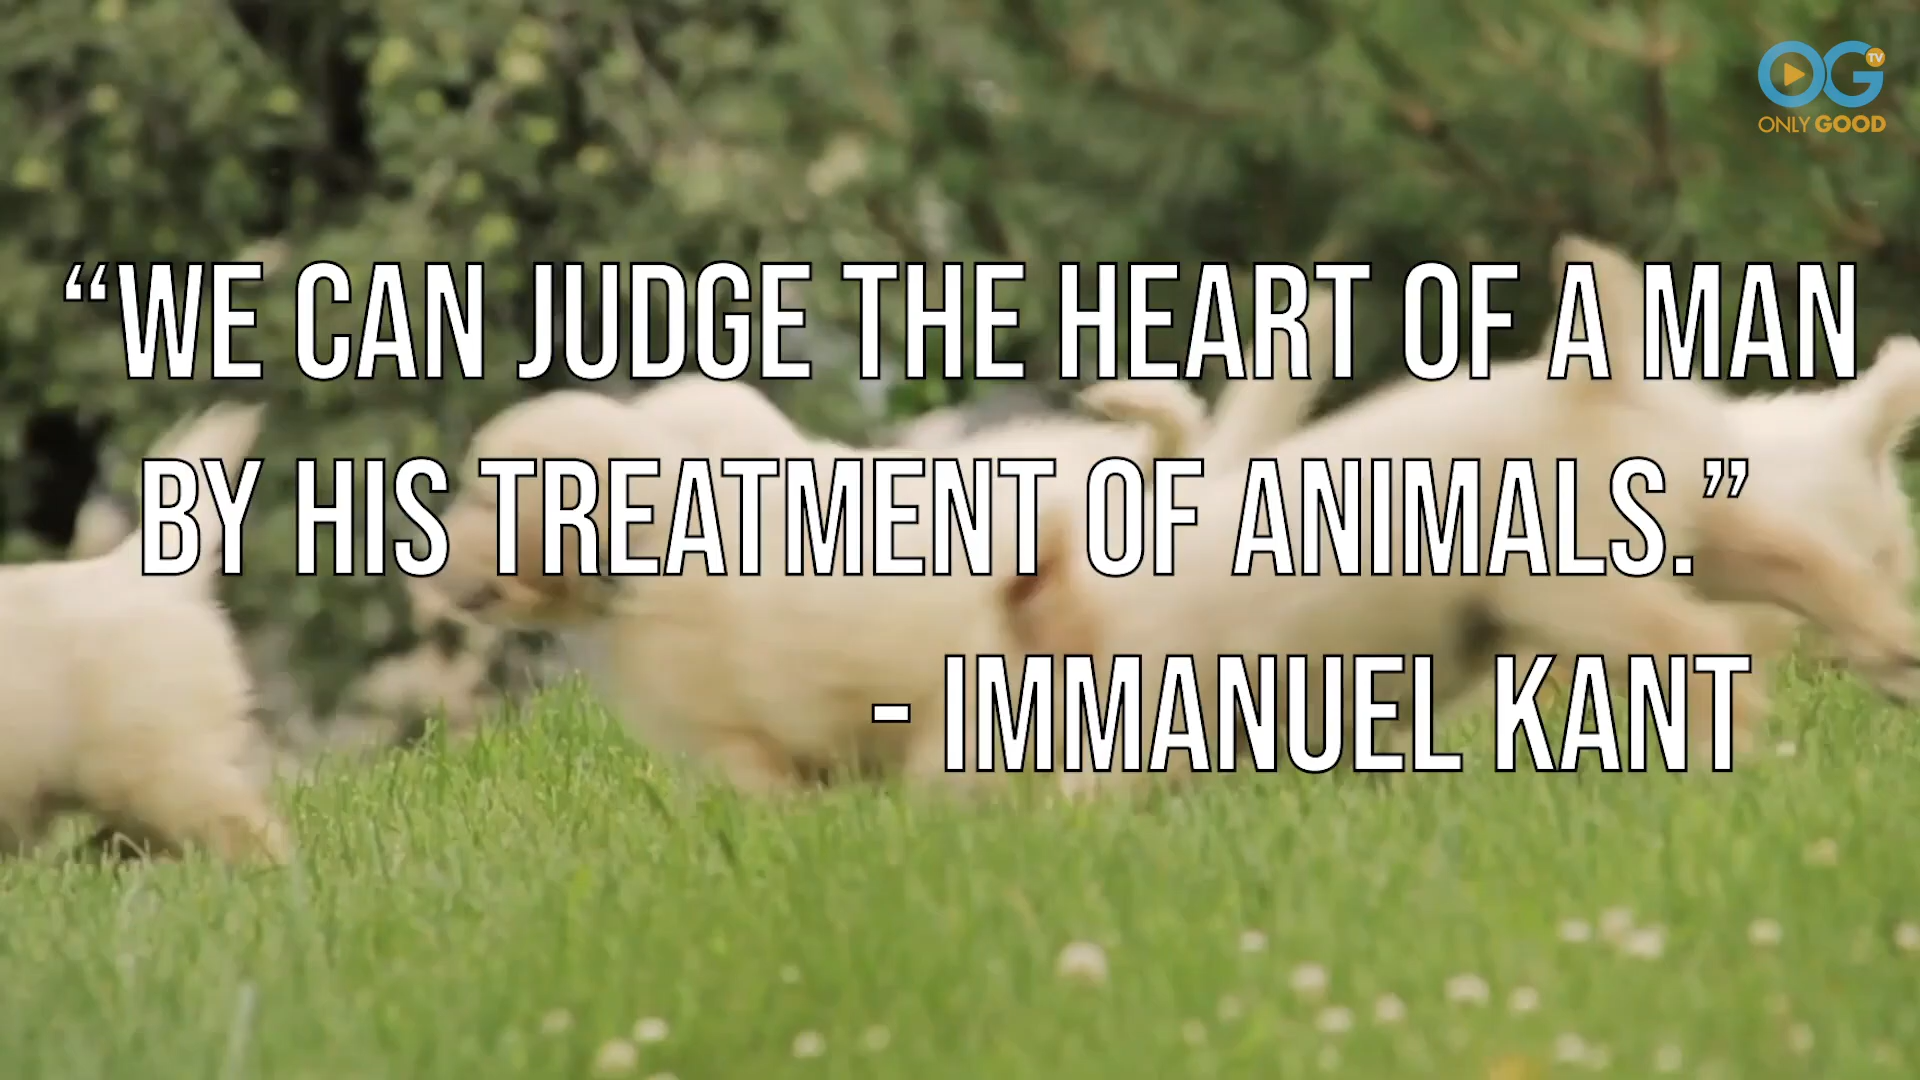 OG TV
ONLY GOOD
“WE CAN JUDGE THE HEART OF A MAN
BY HIS TREATMENT OF ANIMALS.”
- IMMANUEL KANT